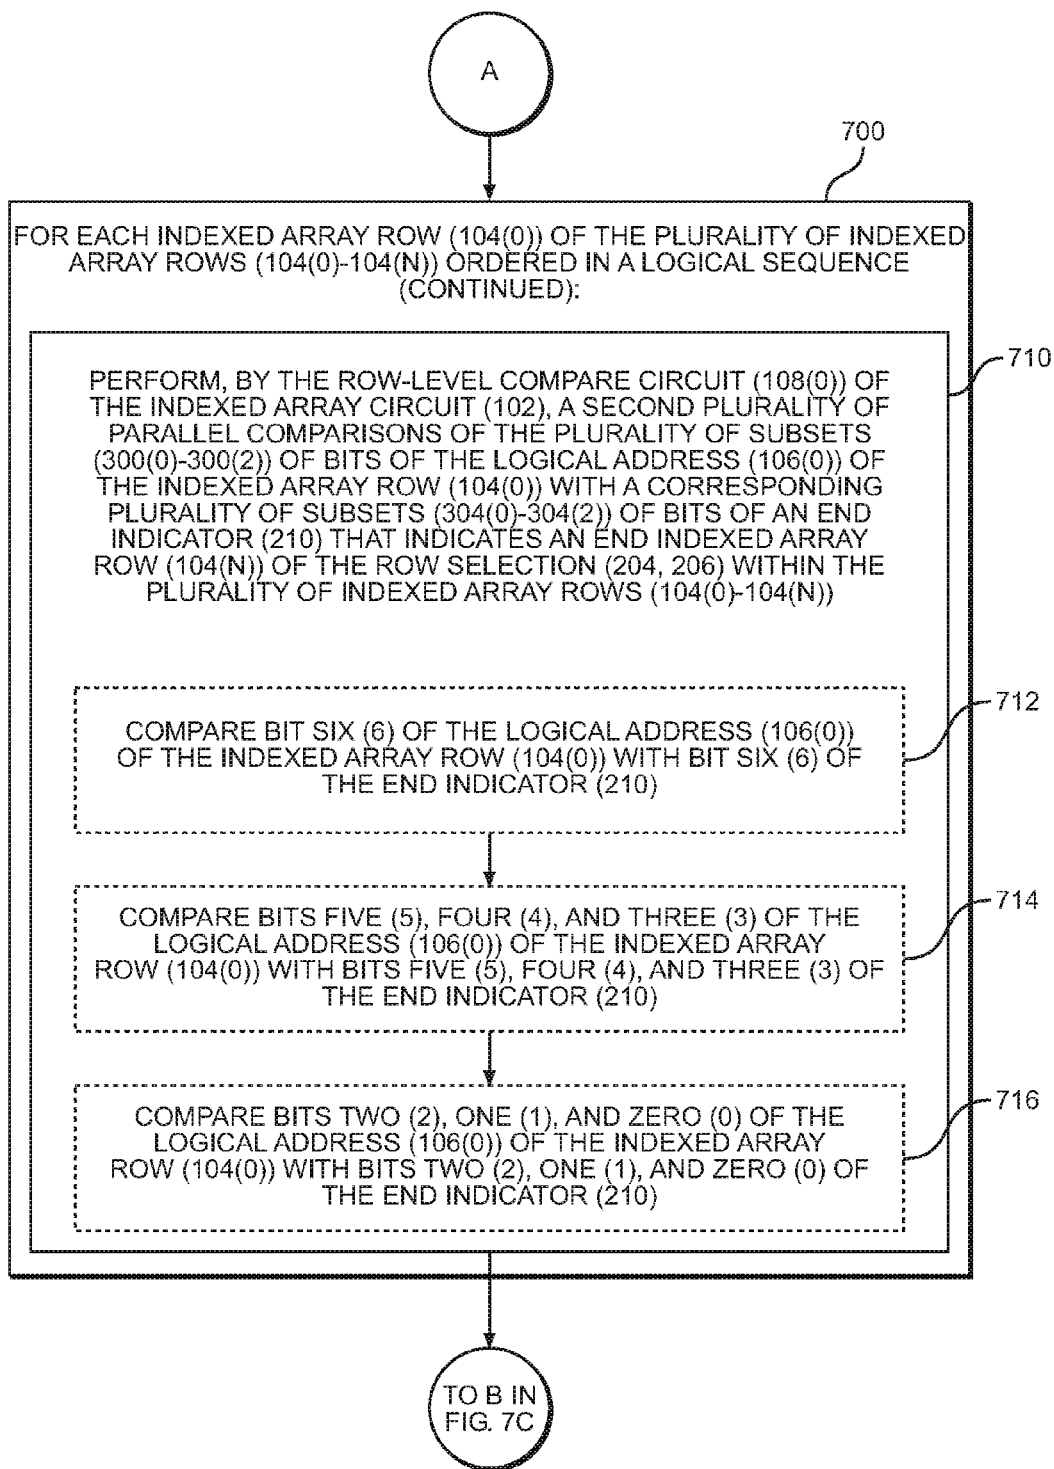 A
700
FOR EACH INDEXED ARRAY ROW (104(0)) OF THE PLURALITY OF INDEXED
ARRAY ROWS (104(0)-104(N)) ORDERED IN A LOGICAL SEQUENCE
(CONTINUED):
710
PERFORM, BY THE ROW-LEVEL COMPARE CIRCUIT (108(0)) OF
THE INDEXED ARRAY CIRCUIT (102), A SECOND PLURALITY OF
PARALLEL COMPARISONS OF THE PLURALITY OF SUBSETS
(300(0)-300(2)) OF BITS OF THE LOGICAL ADDRESS (106(0)) OF
THE INDEXED ARRAY ROW (104(0)) WITH A CORRESPONDING
PLURALITY OF SUBSETS (304(0)-304(2)) OF BITS OF AN END
INDICATOR (210) THAT INDICATES AN END INDEXED ARRAY
ROW (104(N)) OF THE ROW SELECTION (204, 206) WITHIN THE
PLURALITY OF INDEXED ARRAY ROWS (104(0)-104(N))
712
COMPARE BIT SIX (6) OF THE LOGICAL ADDRESS (106(0))
OF THE INDEXED ARRAY ROW (104(0)) WITH BIT SIX (6) OF
THE END INDICATOR (210)
714
COMPARE BITS FIVE (5), FOUR (4), AND THREE (3) OF THE
LOGICAL ADDRESS (106(0)) OF THE INDEXED ARRAY
ROW (104(0)) WITH BITS FIVE (5), FOUR (4), AND THREE (3) OF
THE END INDICATOR (210)
716
COMPARE BITS TWO (2), ONE (1), AND ZERO (0) OF THE
LOGICAL ADDRESS (106(0)) OF THE INDEXED ARRAY
ROW (104(0)) WITH BITS TWO (2), ONE (1), AND ZERO (0) OF
THE END INDICATOR (210)
TO B IN
FIG. 7C